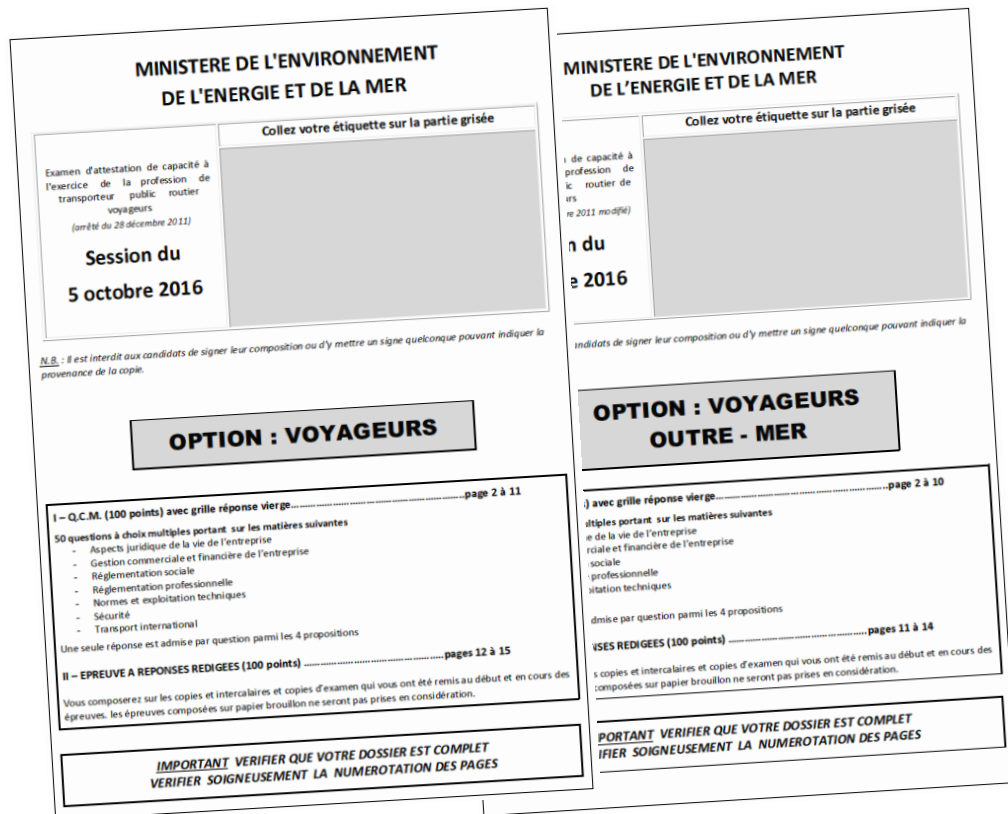 MINISTERE DE L'ENVIRONNEMENT
DE L'ENERGIE ET DE LA MER
Collez votre étiquette sur la partie grisée
Examen d'attestation de capacité à
l'exercice de la profession de
transporteur public routier
voyageurs
(arrêté du 28 décembre 2011)
Session du
5 octobre 2016
N.B. : Il est interdit aux candidats de signer leur composition ou d'y mettre un signe quelconque pouvant indiquer la
provenance de la copie.
OPTION : VOYAGEURS
I – Q.C.M. (100 points) avec grille réponse vierge……………………………………………………..page 2 à 11
50 questions à choix multiples portant sur les matières suivantes
- Aspects juridique de la vie de l'entreprise
- Gestion commerciale et financière de l'entreprise
- Réglementation sociale
- Réglementation professionnelle
- Normes et exploitation techniques
- Sécurité
- Transport international
Une seule réponse est admise par question parmi les 4 propositions
II – EPREUVE A REPONSES REDIGEES (100 points) …………………………………………..pages 12 à 15
Vous composerez sur les copies et intercalaires et copies d'examen qui vous ont été remis au début et en cours des
épreuves. les épreuves composées sur papier brouillon ne seront pas prises en considération.
IMPORTANT VERIFIER QUE VOTRE DOSSIER EST COMPLET
VERIFIER SOIGNEUSEMENT LA NUMEROTATION DES PAGES
MINISTERE DE L'ENVIRONNEMENT
DE L'ENERGIE ET DE LA MER
Collez votre étiquette sur la partie grisée
de capacité à
profession de
routier de
2011 modifié)
du
2016
candidats de signer leur composition ou d'y mettre un signe quelconque pouvant indiquer la
OPTION : VOYAGEURS
OUTRE - MER
avec grille réponse vierge……………………………………………………..page 2 à 10
portant sur les matières suivantes
de la vie de l'entreprise
et financière de l'entreprise
sociale
professionnelle
techniques
admise par question parmi les 4 propositions
REDIGEES (100 points) …………………………………………..pages 11 à 14
copies et intercalaires et copies d'examen qui vous ont été remis au début et en cours des
composées sur papier brouillon ne seront pas prises en considération.
PORTANT VERIFIER QUE VOTRE DOSSIER EST COMPLET
IFIER SOIGNEUSEMENT LA NUMEROTATION DES PAGES